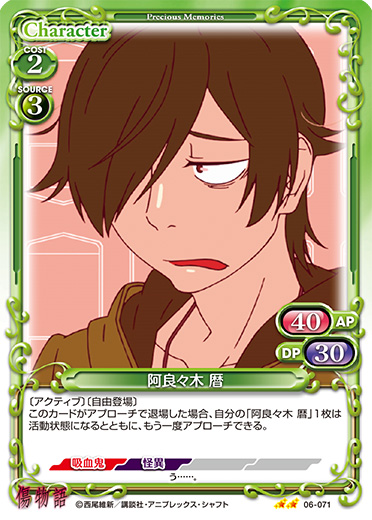 Precious Memories
Character
COST
2
SOURCE
3
40 AP
DP 30
阿良々木 暦
〔アクティブ〕〔自由登場〕
このカードがアプローチで退場した場合、自分の「阿良々木 暦」1枚は
活動状態になるとともに、もう一度アプローチできる。
吸血鬼 怪異
う……。
傷物語
©西尾維新／講談社・アニプレックス・シャフト
06-071